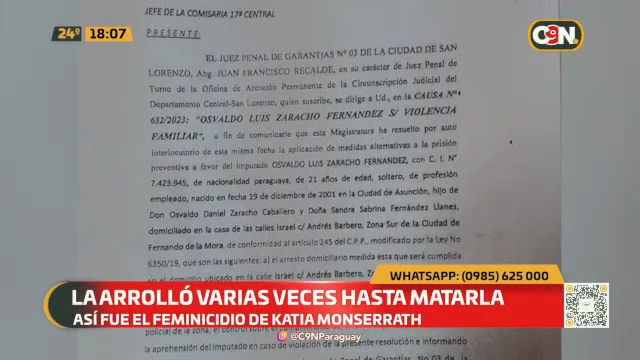 24º 18:07
C9N
JEFE DE LA COMISARIA 17ª CENTRAL
PRESENTE:
EL JUEZ PENAL DE GARANTIAS Nº 03 DE LA CIUDAD DE SAN
LORENZO, Abg. JUAN FRANCISCO RECALDE, en su carácter de Juez Penal de
Turno de la Oficina de Atención Permanente de la Circunscripción Judicial del
Departamento Central-San Lorenzo, quien suscribe, se dirige a Ud., en la CAUSA Nº
632/2023: "OSVALDO LUIS ZARACHO FERNANDEZ S/ VIOLENCIA
FAMILIAR", a fin de comunicarle que esta Magistratura ha resuelto por auto
interlocutorio de esta misma fecha la aplicación de medidas alternativas a la prisión
preventiva a favor del imputado OSVALDO LUIS ZARACHO FERNANDEZ, con C. I. Nº
7.423.945, de nacionalidad paraguaya, de 21 años de edad, soltero, de profesión
empleado, nacido en fecha 19 de diciembre de 2001 en la Ciudad de Asunción, hijo de
Don Osvaldo Daniel Zaracho Caballero y Doña Sandra Sabrina Fernández Llanes,
domiciliado en la casa de las calles Israel c/ Andrés Barbero, Zona Sur de la Ciudad de
Fernando de la Mora, de conformidad al artículo 245 del C.P.P., modificado por la Ley No
6350/19, que son las siguientes: a) el arresto domiciliario medida esta que será cumplida
en el domicilio ubicado en la calle Israel c/ Andrés Barbero,
WHATSAPP: (0985) 625 000
LA ARROLLÓ VARIAS VECES HASTA MATARLA
ASÍ FUE EL FEMINICIDIO DE KATIA MONSERRATH
policial de la zona, el control sobre el
@C9NParaguay
la aprehensión del imputado en caso de violación de la presente resolución e informando